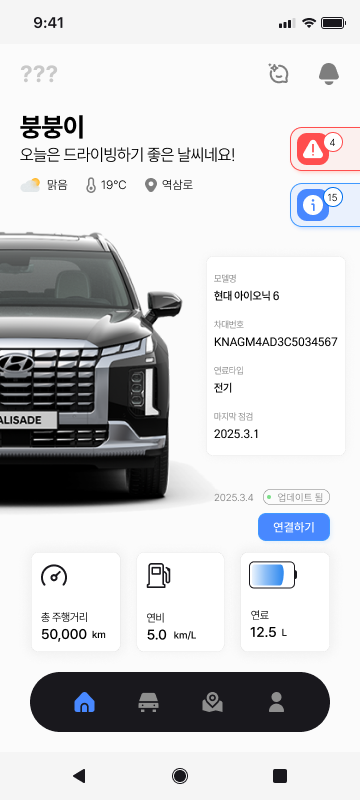 9:41
???
붕붕이
오늘은 드라이빙하기 좋은 날씨네요!
맑음 19°C 역삼로
4
15
모델명
현대 아이오닉 6
차대번호
KNAGM4AD3C5034567
연료타입
전기
마지막 점검
2025.3.1
ALISADE
2025.3.4 업데이트 됨
연결하기
총 주행거리
50,000 km
연비
5.0 km/L
연료
12.5 L